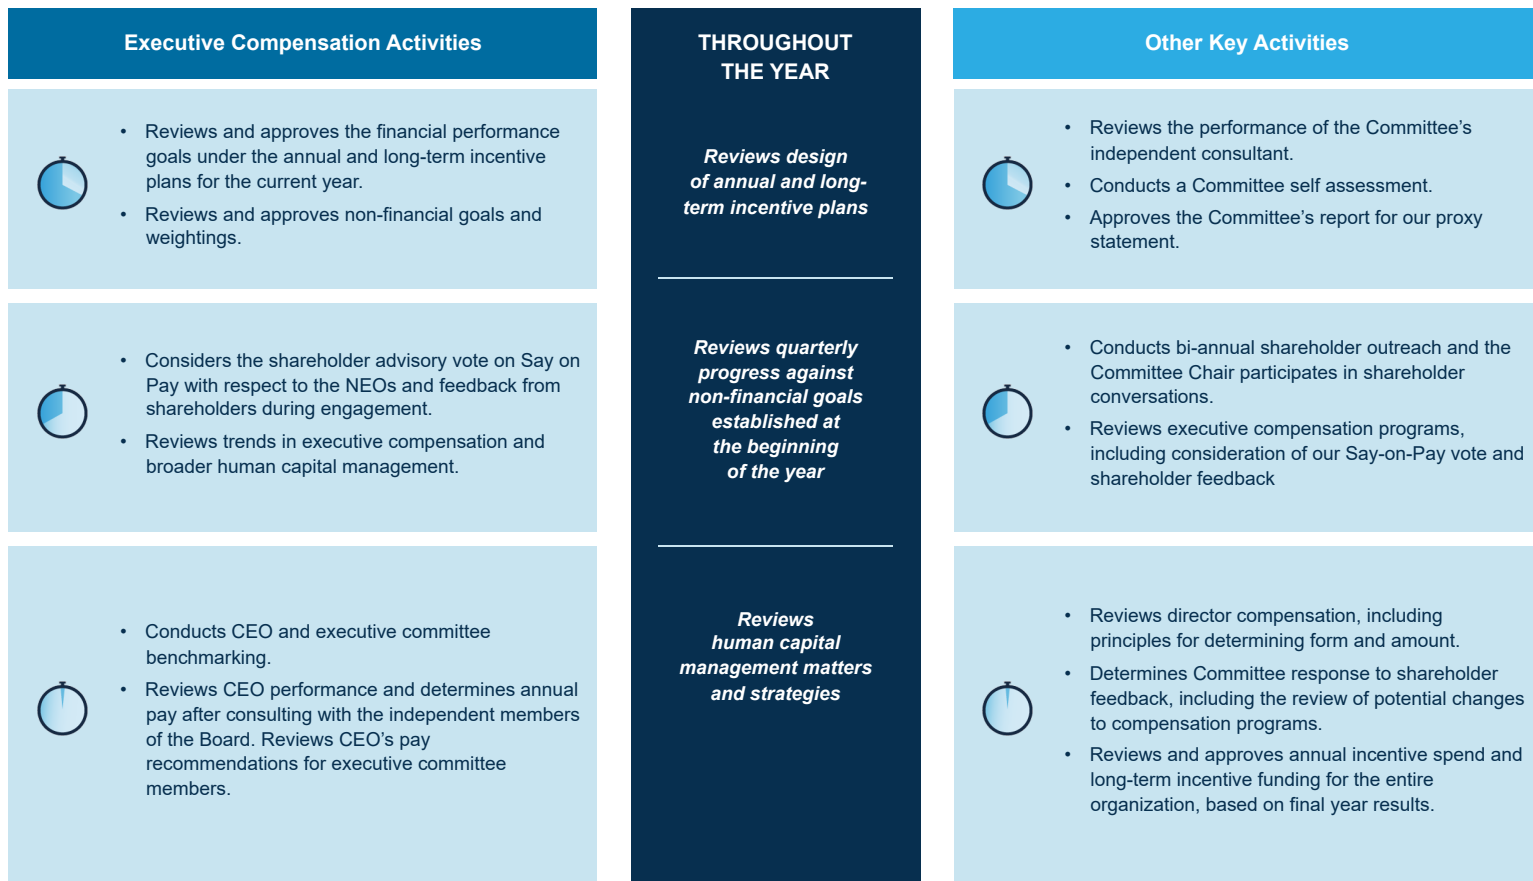 Executive Compensation Activities
• Reviews and approves the financial performance
goals under the annual and long-term incentive
plans for the current year.
• Reviews and approves non-financial goals and
weightings.
• Considers the shareholder advisory vote on Say on
Pay with respect to the NEOs and feedback from
shareholders during engagement.
• Reviews trends in executive compensation and
broader human capital management.
• Conducts CEO and executive committee
benchmarking.
• Reviews CEO performance and determines annual
pay after consulting with the independent members
of the Board. Reviews CEO’s pay
recommendations for executive committee
members.
THROUGHOUT
THE YEAR
Reviews design
of annual and long-
term incentive plans
Reviews quarterly
progress against
non-financial goals
established at
the beginning
of the year
Reviews
human capital
management matters
and strategies
Other Key Activities
• Reviews the performance of the Committee’s
independent consultant.
• Conducts a Committee self assessment.
• Approves the Committee’s report for our proxy
statement.
• Conducts bi-annual shareholder outreach and the
Committee Chair participates in shareholder
conversations.
• Reviews executive compensation programs,
including consideration of our Say-on-Pay vote and
shareholder feedback
• Reviews director compensation, including
principles for determining form and amount.
• Determines Committee response to shareholder
feedback, including the review of potential changes
to compensation programs.
• Reviews and approves annual incentive spend and
long-term incentive funding for the entire
organization, based on final year results.